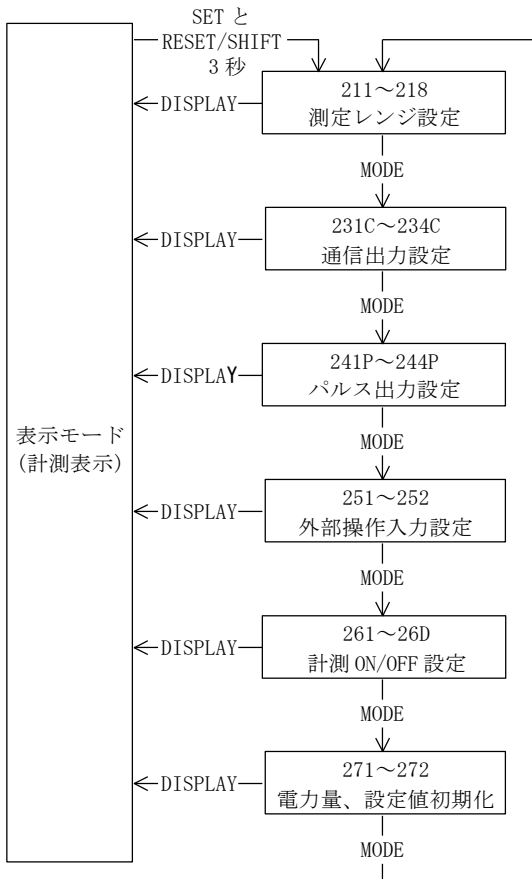 SET と
RESET/SHIFT
3 秒
211～218
測定レンジ設定
DISPLAY
MODE
231C～234C
通信出力設定
DISPLAY
MODE
241P～244P
パルス出力設定
DISPLAY
MODE
表示モード
(計測表示)
251～252
外部操作入力設定
DISPLAY
MODE
261～26D
計測 ON/OFF 設定
DISPLAY
MODE
271～272
電力量、設定値初期化
DISPLAY
MODE